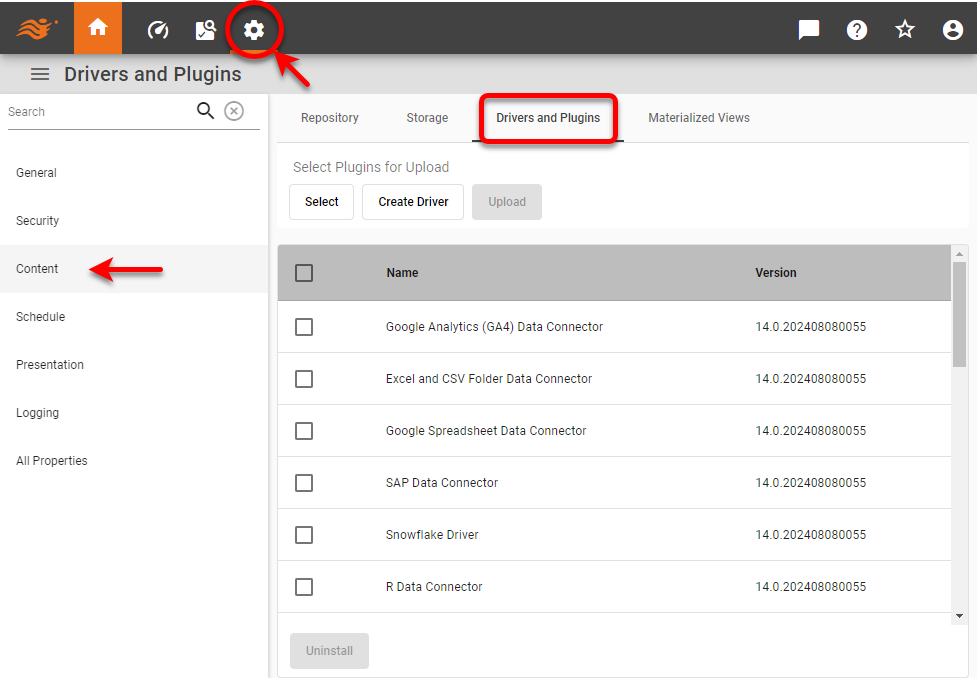 Drivers and Plugins
Search
General
Security
Content
Schedule
Presentation
Logging
All Properties
Repository Storage Drivers and Plugins Materialized Views
Select Plugins for Upload
Select Create Driver Upload
Name Version
Google Analytics (GA4) Data Connector 14.0.202408080055
Excel and CSV Folder Data Connector 14.0.202408080055
Google Spreadsheet Data Connector 14.0.202408080055
SAP Data Connector 14.0.202408080055
Snowflake Driver 14.0.202408080055
R Data Connector 14.0.202408080055
Uninstall